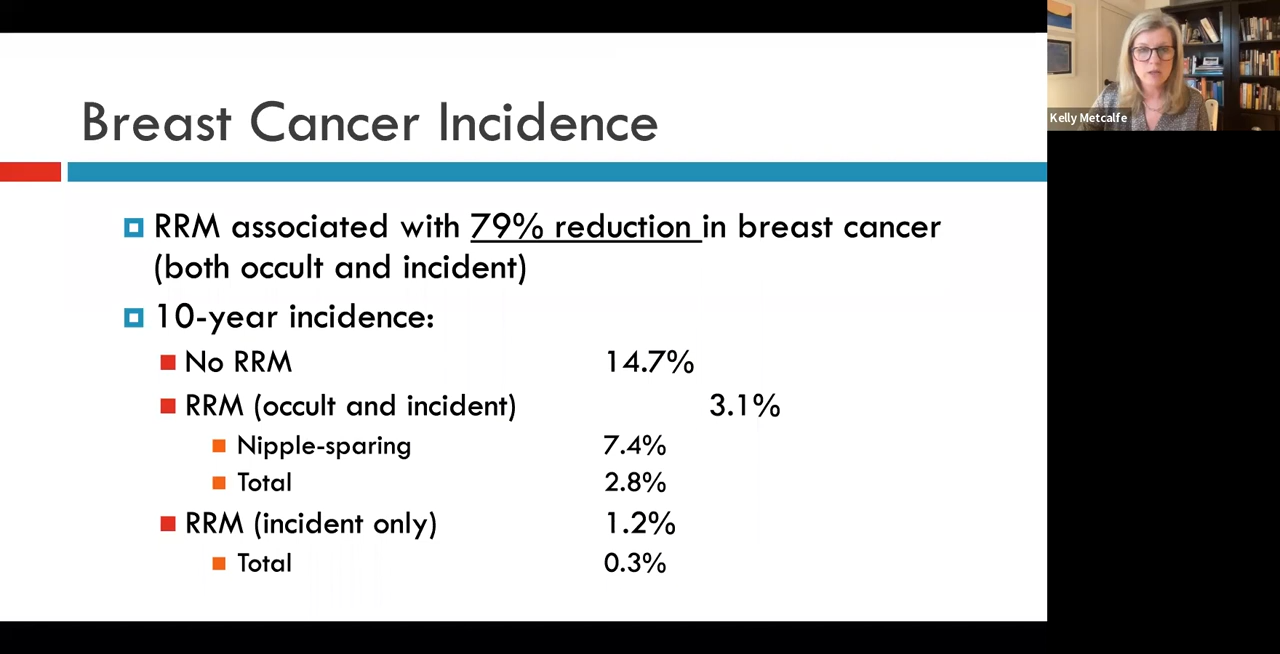 Breast Cancer Incidence
RRM associated with 79% reduction in breast cancer
(both occult and incident)
10-year incidence:
No RRM 14.7%
RRM (occult and incident) 3.1%
Nipple-sparing 7.4%
Total 2.8%
RRM (incident only) 1.2%
Total 0.3%
Kelly Metcalfe